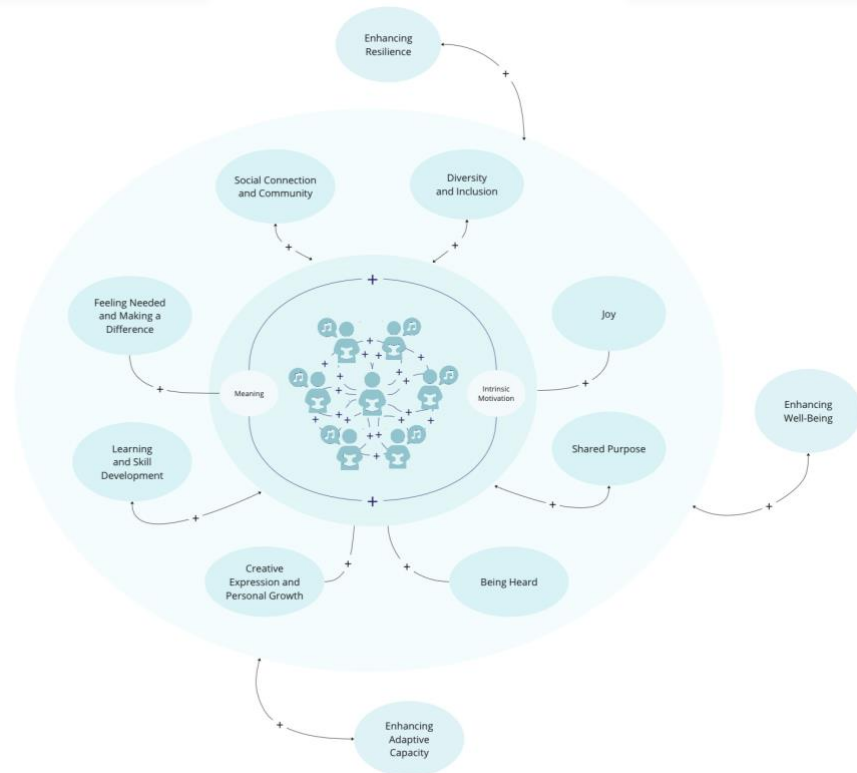 Enhancing
Resilience
+
Social Connection
and Community
Diversity
and Inclusion
+
+
+
Feeling Needed
and Making a
Difference
Joy
+
+
+
+
+
+
+
+
+
+
Meaning
Intrinsic
Motivation
+
+
+
+
+
+
+
+
++
+
Enhancing
Well-Being
Learning
and Skill
Development
Shared Purpose
+
+
+
+
+
Creative
Expression and
Personal Growth
+
+
Being Heard
+
Enhancing
Adaptive
Capacity